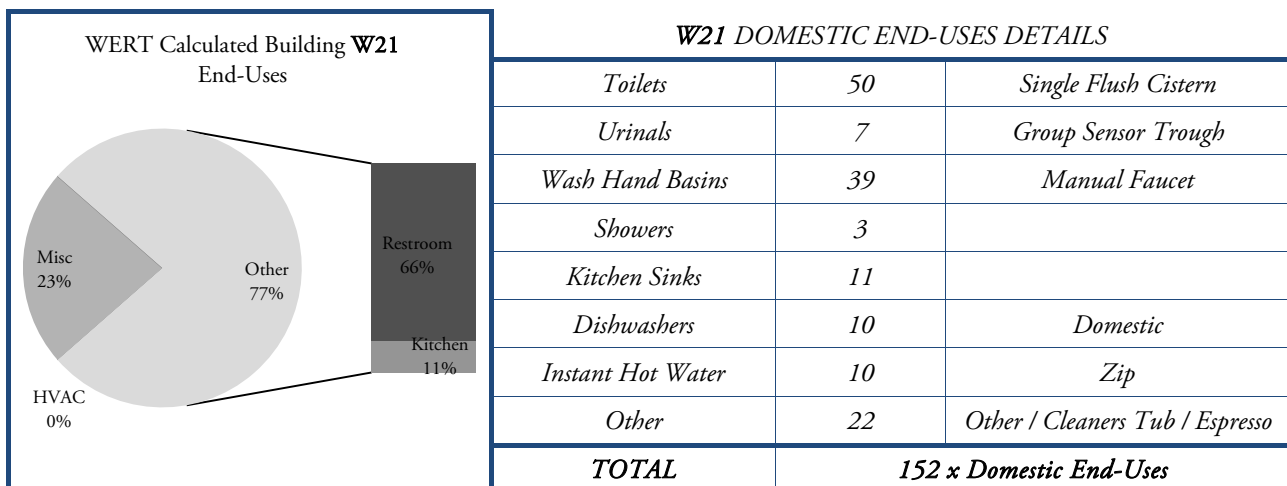 WERT Calculated Building W21
End-Uses
Misc
23%
Other
77%
HVAC
0%
Restroom
66%
Kitchen
11%
W21 DOMESTIC END-USES DETAILS
Toilets 50 Single Flush Cistern
Urinals 7 Group Sensor Trough
Wash Hand Basins 39 Manual Faucet
Showers 3
Kitchen Sinks 11
Dishwashers 10 Domestic
Instant Hot Water 10 Zip
Other 22 Other / Cleaners Tub / Espresso
TOTAL 152 x Domestic End-Uses